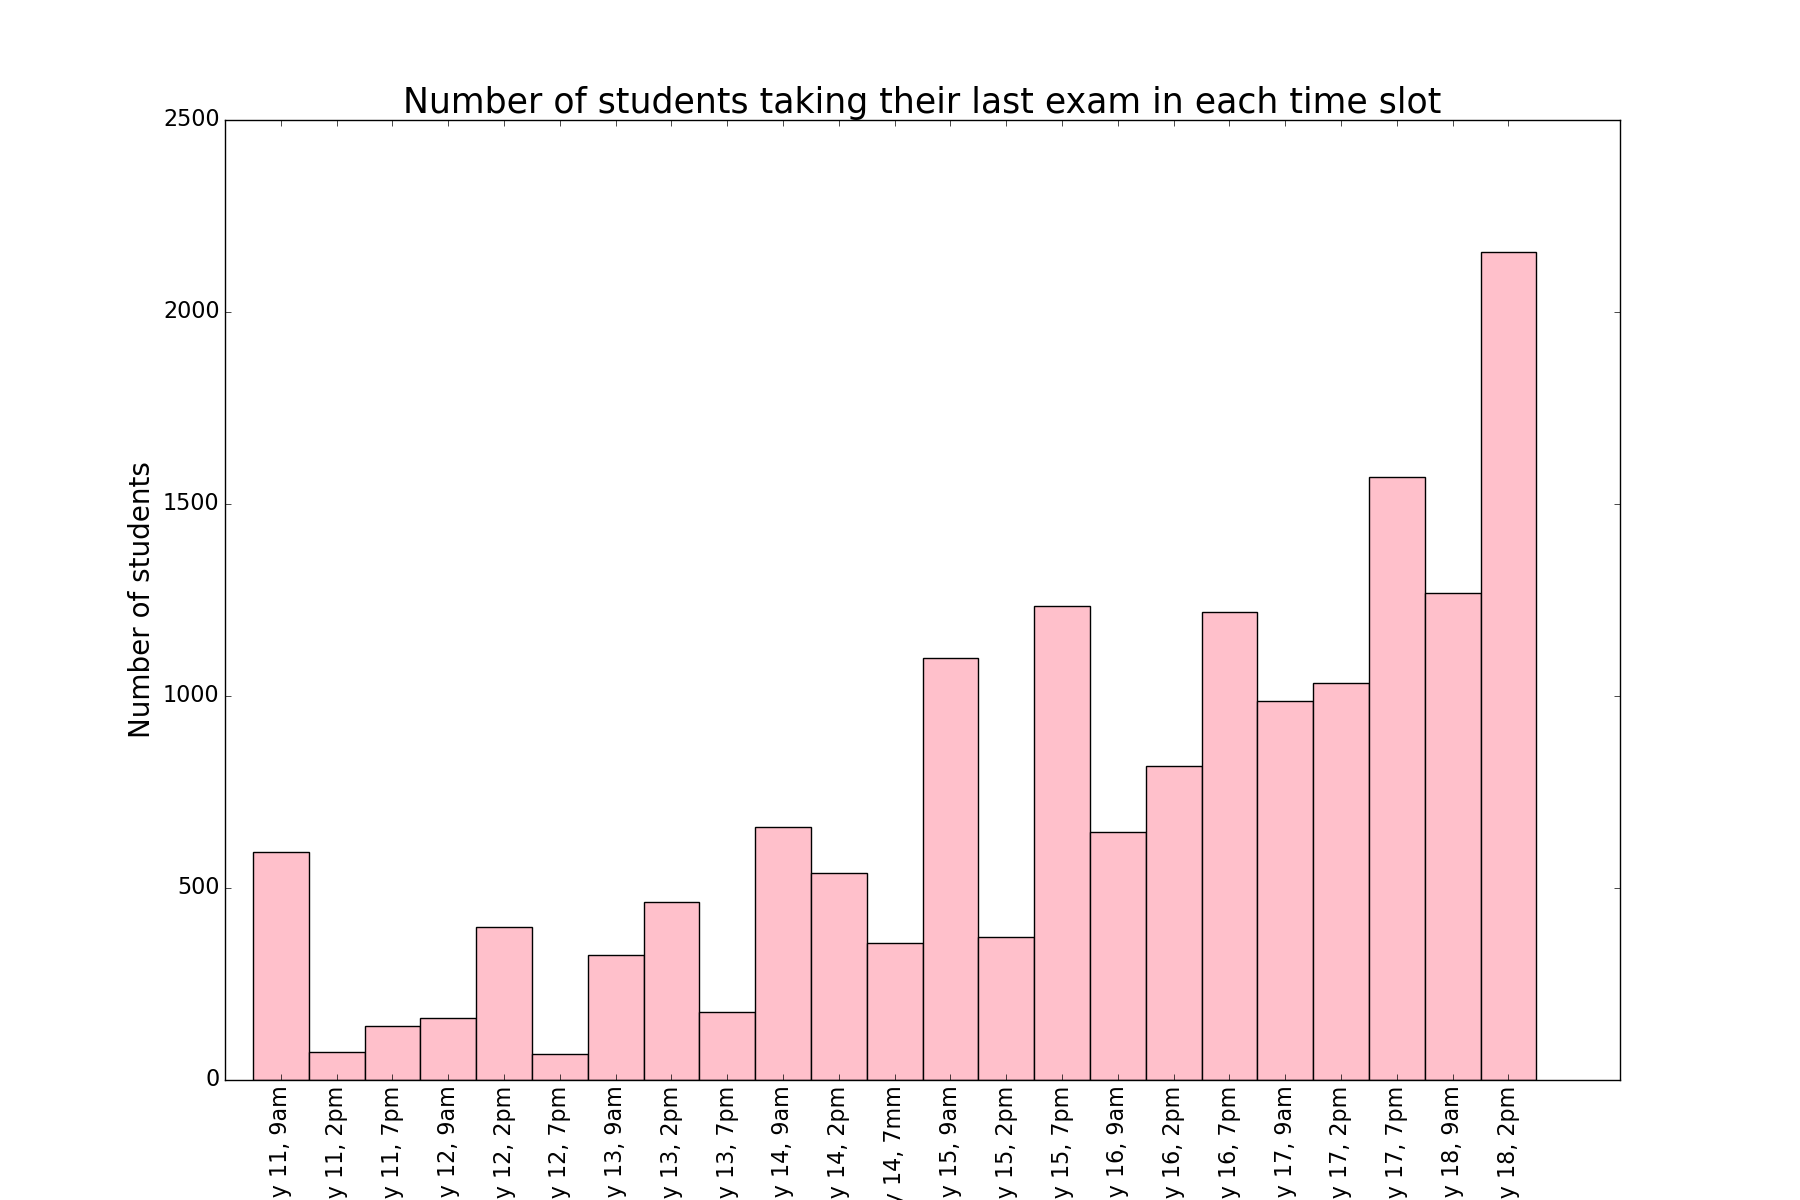 Number of students taking their last exam in each time slot
Number of students
2500
2000
1500
1000
500
0
y 11, 9am
y 11, 2pm
y 11, 7pm
y 12, 9am
y 12, 2pm
y 12, 7pm
y 13, 9am
y 13, 2pm
y 13, 7pm
y 14, 9am
y 14, 2pm
y 14, 7mm
y 15, 9am
y 15, 2pm
y 15, 7pm
y 16, 9am
y 16, 2pm
y 16, 7pm
y 17, 9am
y 17, 2pm
y 17, 7pm
y 18, 9am
y 18, 2pm